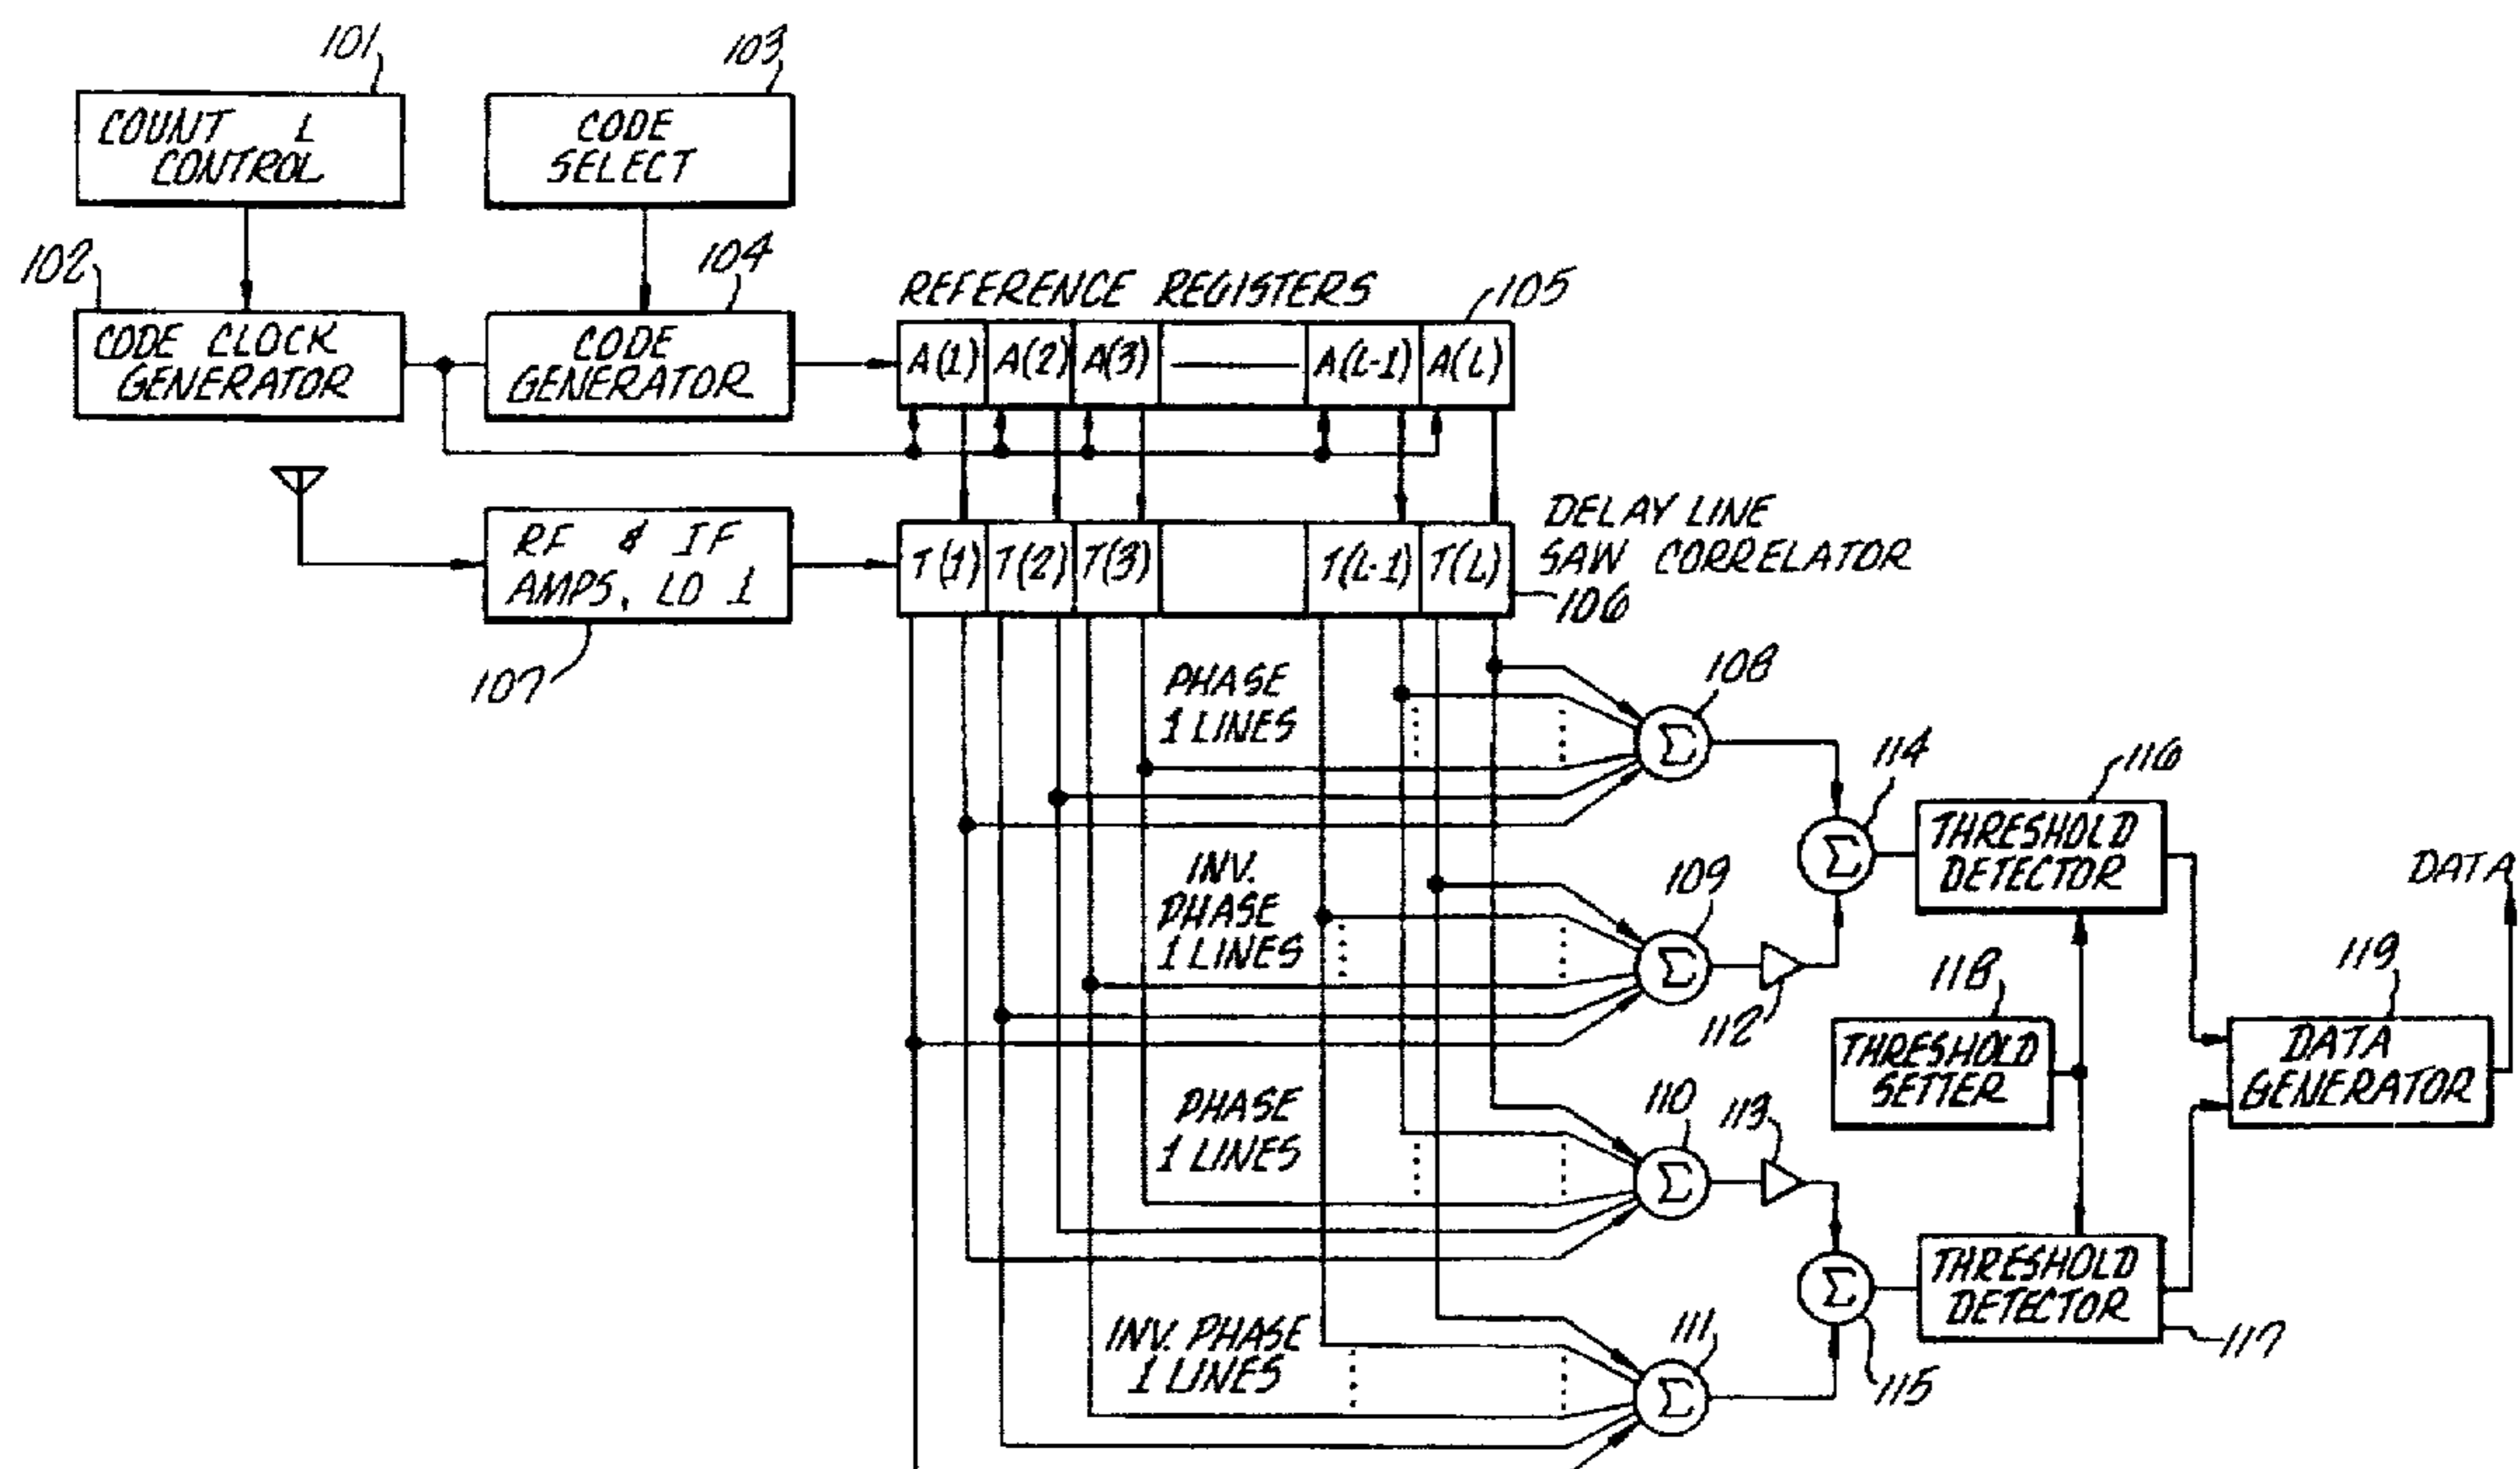 101
103
COUNT L
CONTROL
CODE
SELECT
102
104
CODE CLOCK
GENERATOR
CODE
GENERATOR
REFERENCE REGISTERS
105
A(1) A(2) A(3) A(L-1) A(L)
RF & IF
AMPS, LO 1
107
T(1) T(2) T(3) T(L-1) T(L)
DELAY LINE
SAW CORRELATOR
106
PHASE
1 LINES
Σ
108
114
Σ
116
THRESHOLD
DETECTOR
INV.
PHASE
1 LINES
Σ
109
112
118
THRESHOLD
SETTER
119
DATA
GENERATOR
DATA
PHASE
1 LINES
Σ
110
113
Σ
115
THRESHOLD
DETECTOR
117
INV. PHASE
1 LINES
Σ
111